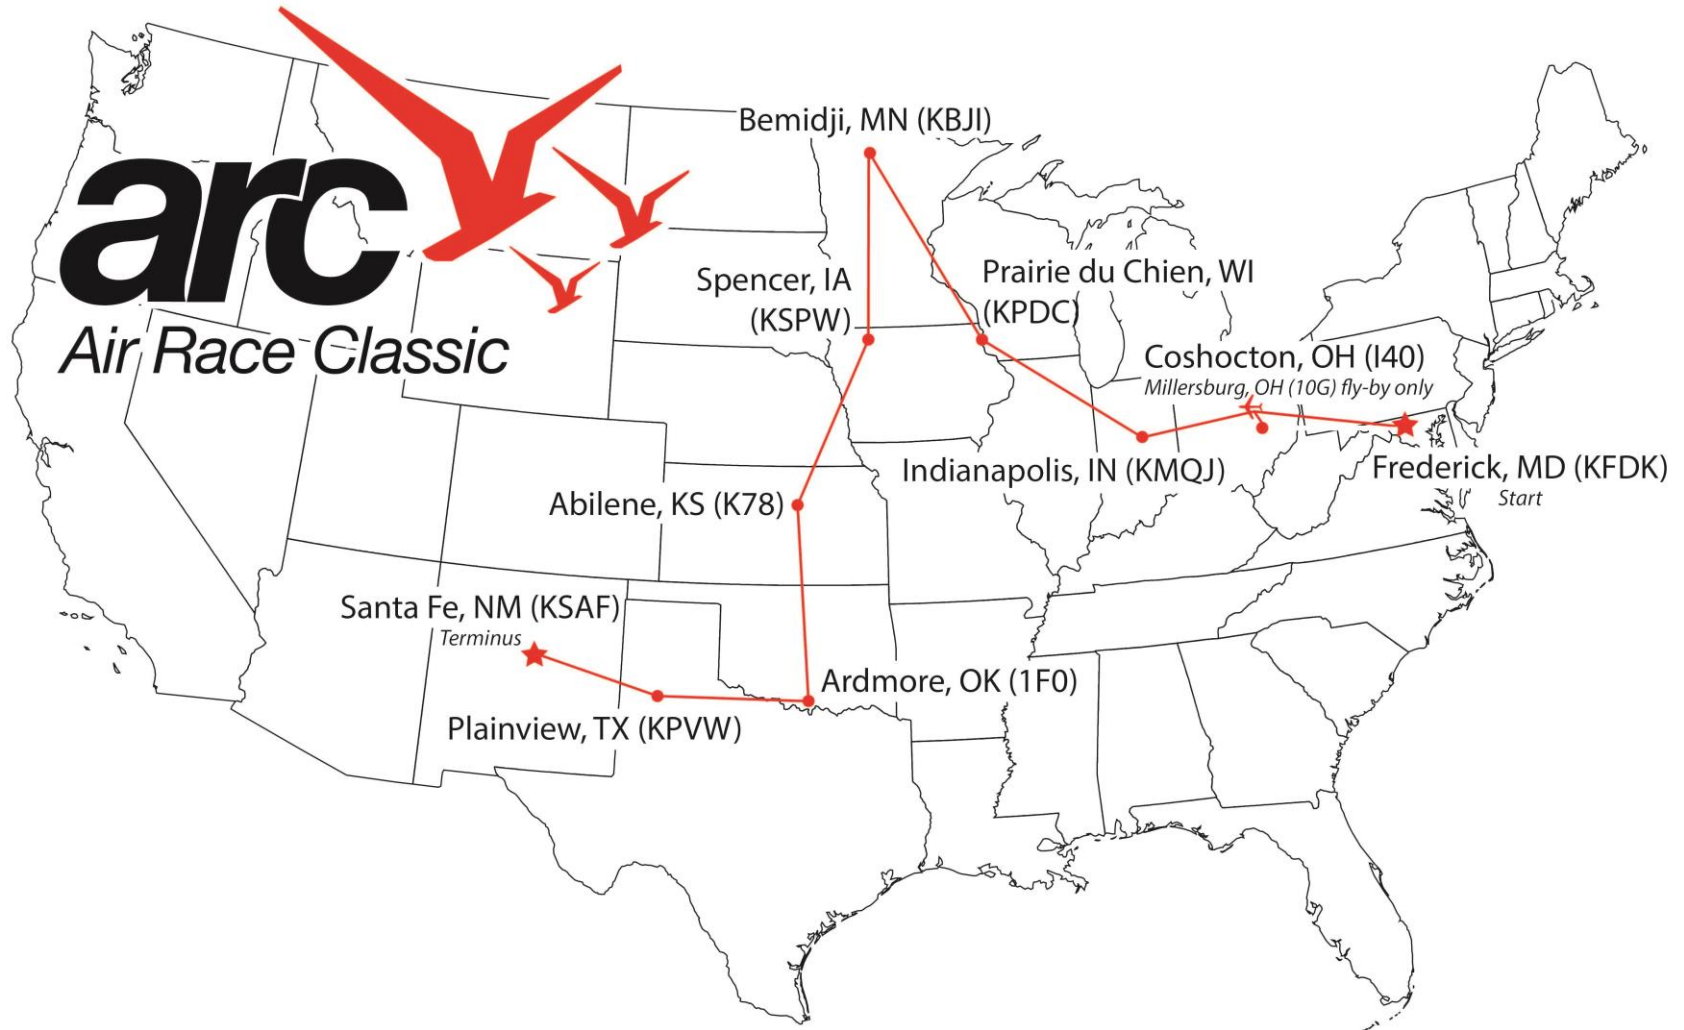 arc
Air Race Classic
Bemidji, MN (KBJI)
Spencer, IA
(KSPW)
Prairie du Chien, WI
(KPDC)
Coshocton, OH (I40)
Millersburg, OH (10G) fly-by only
Indianapolis, IN (KMQJ)
Frederick, MD (KFDK)
Start
Abilene, KS (K78)
Santa Fe, NM (KSAF)
Terminus
Ardmore, OK (1F0)
Plainview, TX (KPVW)